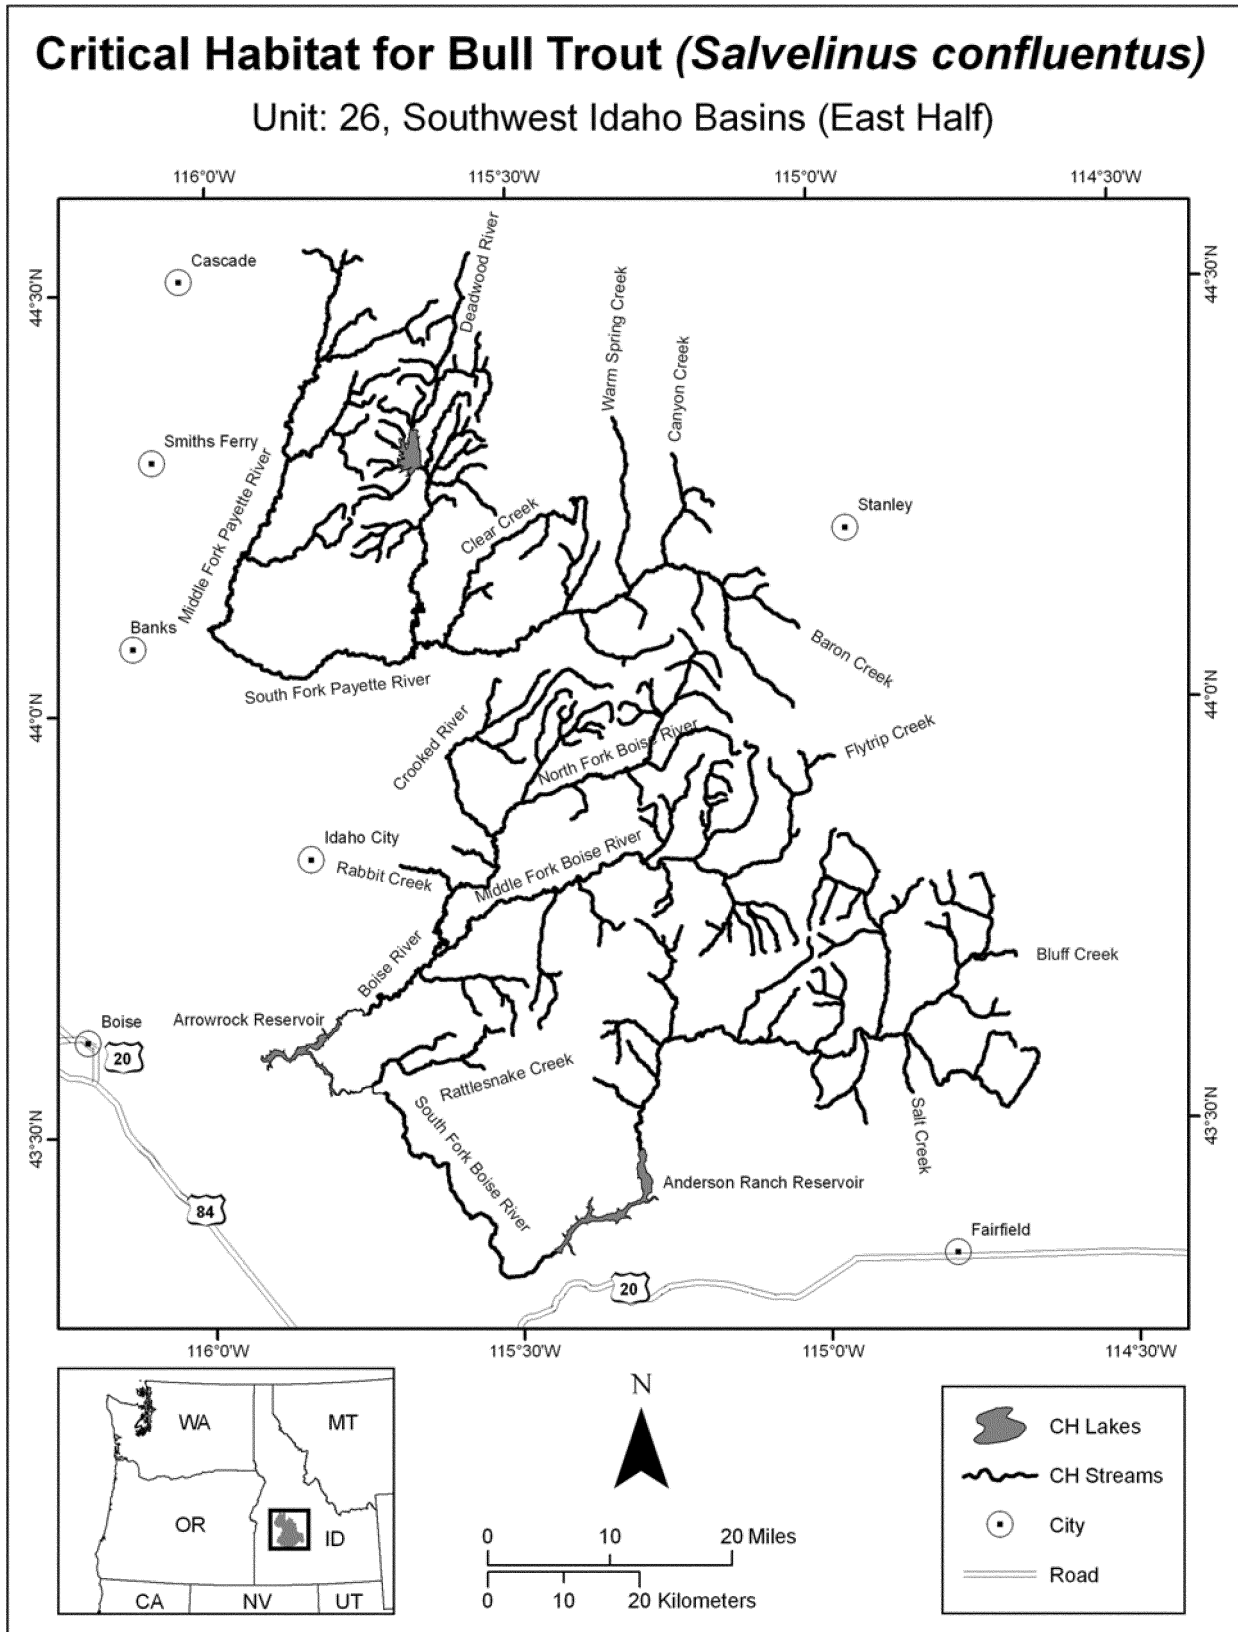 Critical Habitat for Bull Trout (Salvelinus confluentus)
Unit: 26, Southwest Idaho Basins (East Half)
116°0'W
115°30'W
115°0'W
114°30'W
44°30'N
44°30'N
Cascade
Deadwood River
Warm Spring Creek
Canyon Creek
Smiths Ferry
Middle Fork Payette River
Clear Creek
Stanley
Banks
Baron Creek
South Fork Payette River
44°0'N
44°0'N
Crooked River
North Fork Boise River
Flytrip Creek
Idaho City
Rabbit Creek
Middle Fork Boise River
Boise River
Bluff Creek
Arrowrock Reservoir
Boise
20
Rattlesnake Creek
South Fork Boise River
Salt Creek
43°30'N
43°30'N
Anderson Ranch Reservoir
84
Fairfield
20
116°0'W
115°30'W
115°0'W
114°30'W
WA
MT
OR
ID
CA
NV
UT
N
0 10 20 Miles
0 10 20 Kilometers
CH Lakes
CH Streams
City
Road